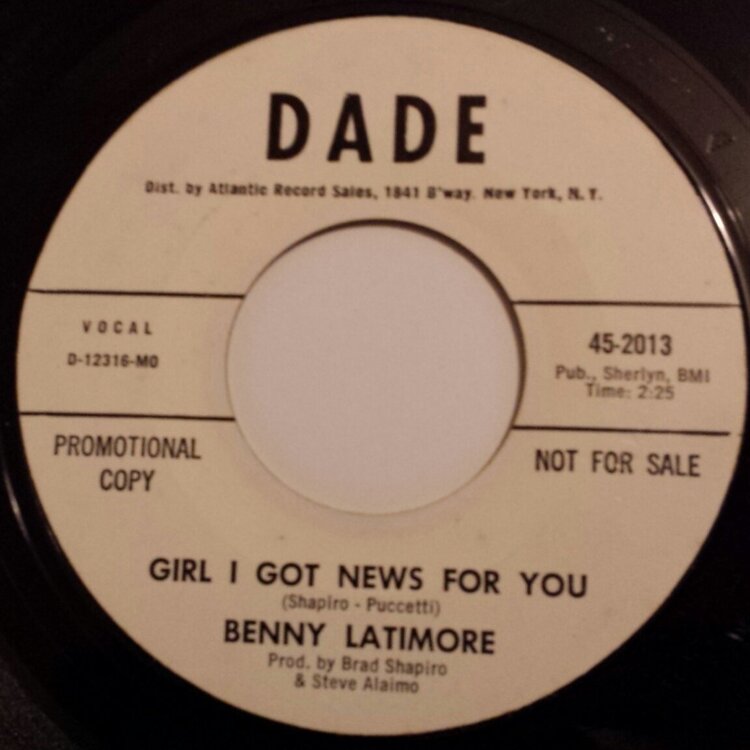 DADE
Dist. by Atlantic Record Sales, 1841 B'way. New York, N.Y.
VOCAL
D-12316-MO
45-2013
Pub., Sherlyn, BMI
Time: 2:25
PROMOTIONAL
COPY
NOT FOR SALE
GIRL I GOT NEWS FOR YOU
(Shapiro - Puccetti)
BENNY LATIMORE
Prod. by Brad Shapiro
& Steve Alaimo